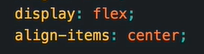 display: flex;
align-items: center;